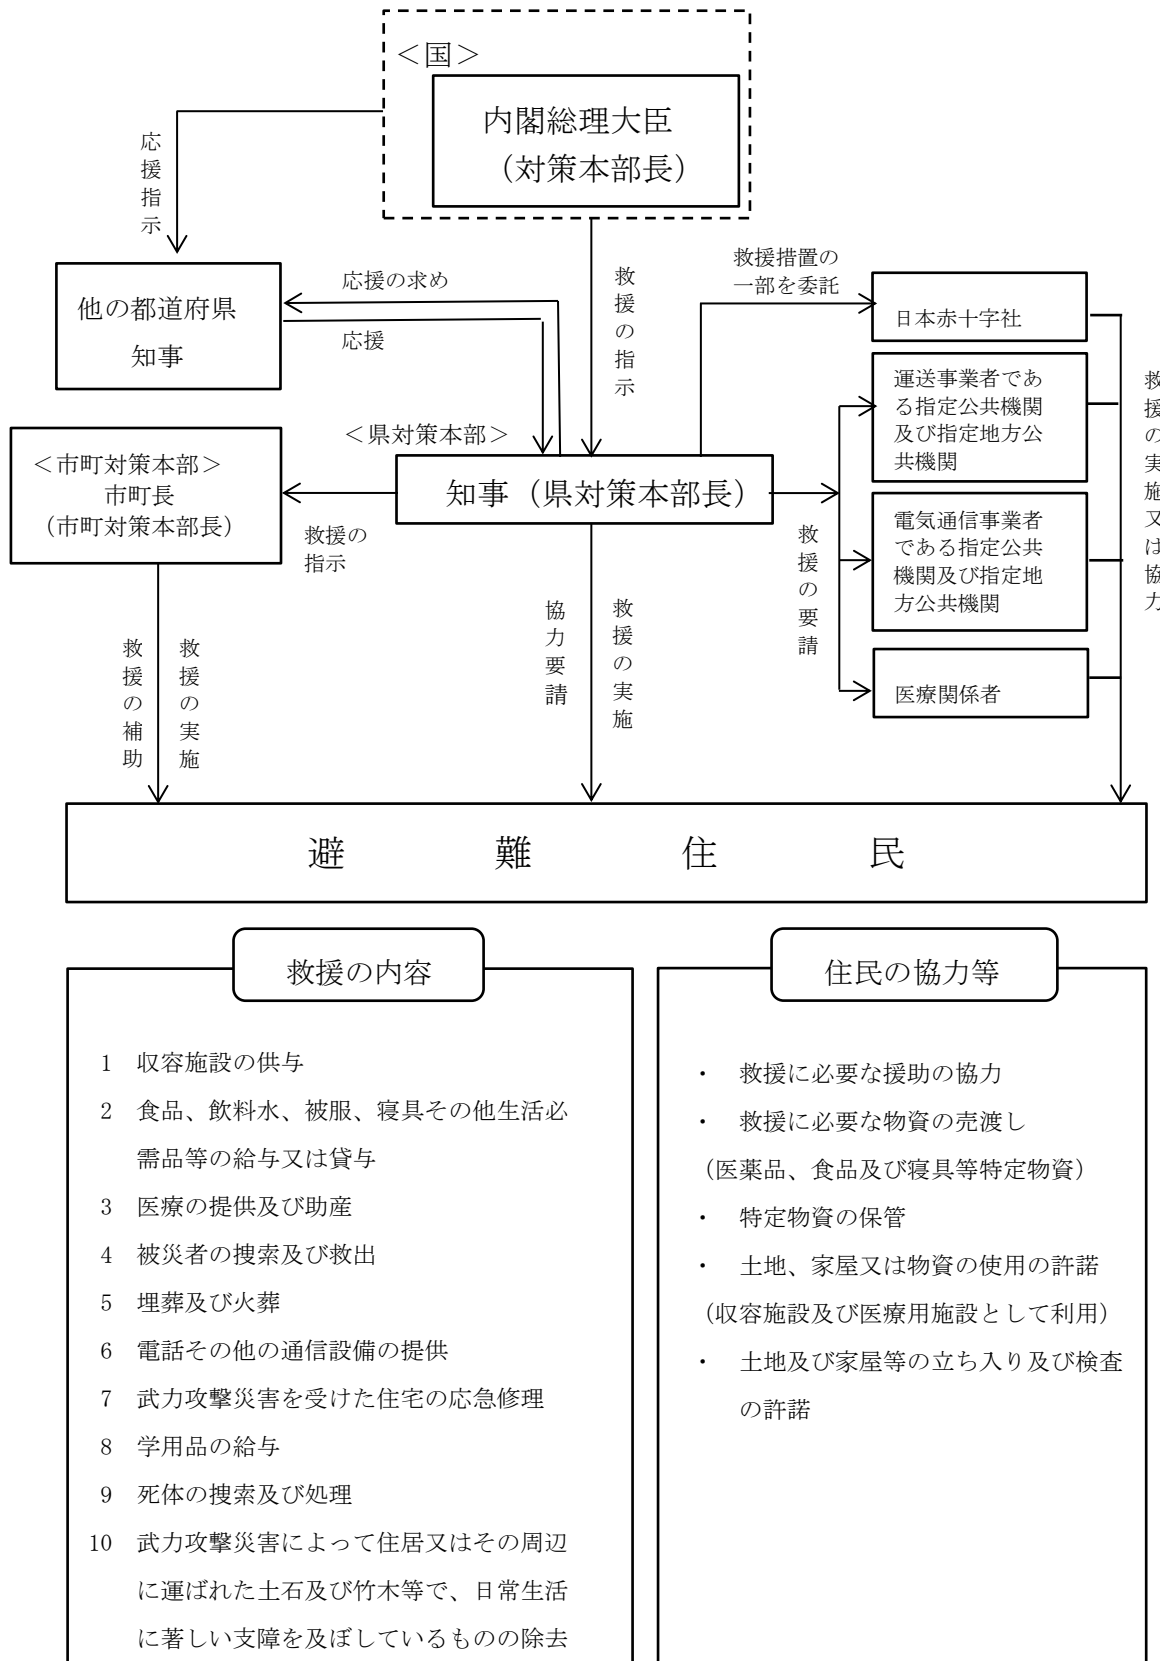 ＜国＞
内閣総理大臣
（対策本部長）
応援指示
救援措置の
一部を委託
救援の指示
応援の求め
応援
他の都道府県
知事
日本赤十字社
運送事業者であ
る指定公共機関
及び指定地方公
共機関
救援の実施又は協力
＜県対策本部＞
＜市町対策本部＞
市町長
（市町対策本部長）
知事（県対策本部長）
救援の
指示
電気通信事業者
である指定公共
機関及び指定地
方公共機関
救援の要請
協力要請
救援の実施
救援の補助
救援の実施
医療関係者
避難住民
救援の内容
1 収容施設の供与
2 食品、飲料水、被服、寝具その他生活必
需品等の給与又は貸与
3 医療の提供及び助産
4 被災者の捜索及び救出
5 埋葬及び火葬
6 電話その他の通信設備の提供
7 武力攻撃災害を受けた住宅の応急修理
8 学用品の給与
9 死体の捜索及び処理
10 武力攻撃災害によって住居又はその周辺
に運ばれた土石及び竹木等で、日常生活
に著しい支障を及ぼしているものの除去
住民の協力等
・ 救援に必要な援助の協力
・ 救援に必要な物資の売渡し
（医薬品、食品及び寝具等特定物資）
・ 特定物資の保管
・ 土地、家屋又は物資の使用の許諾
（収容施設及び医療用施設として利用）
・ 土地及び家屋等の立ち入り及び検査
の許諾